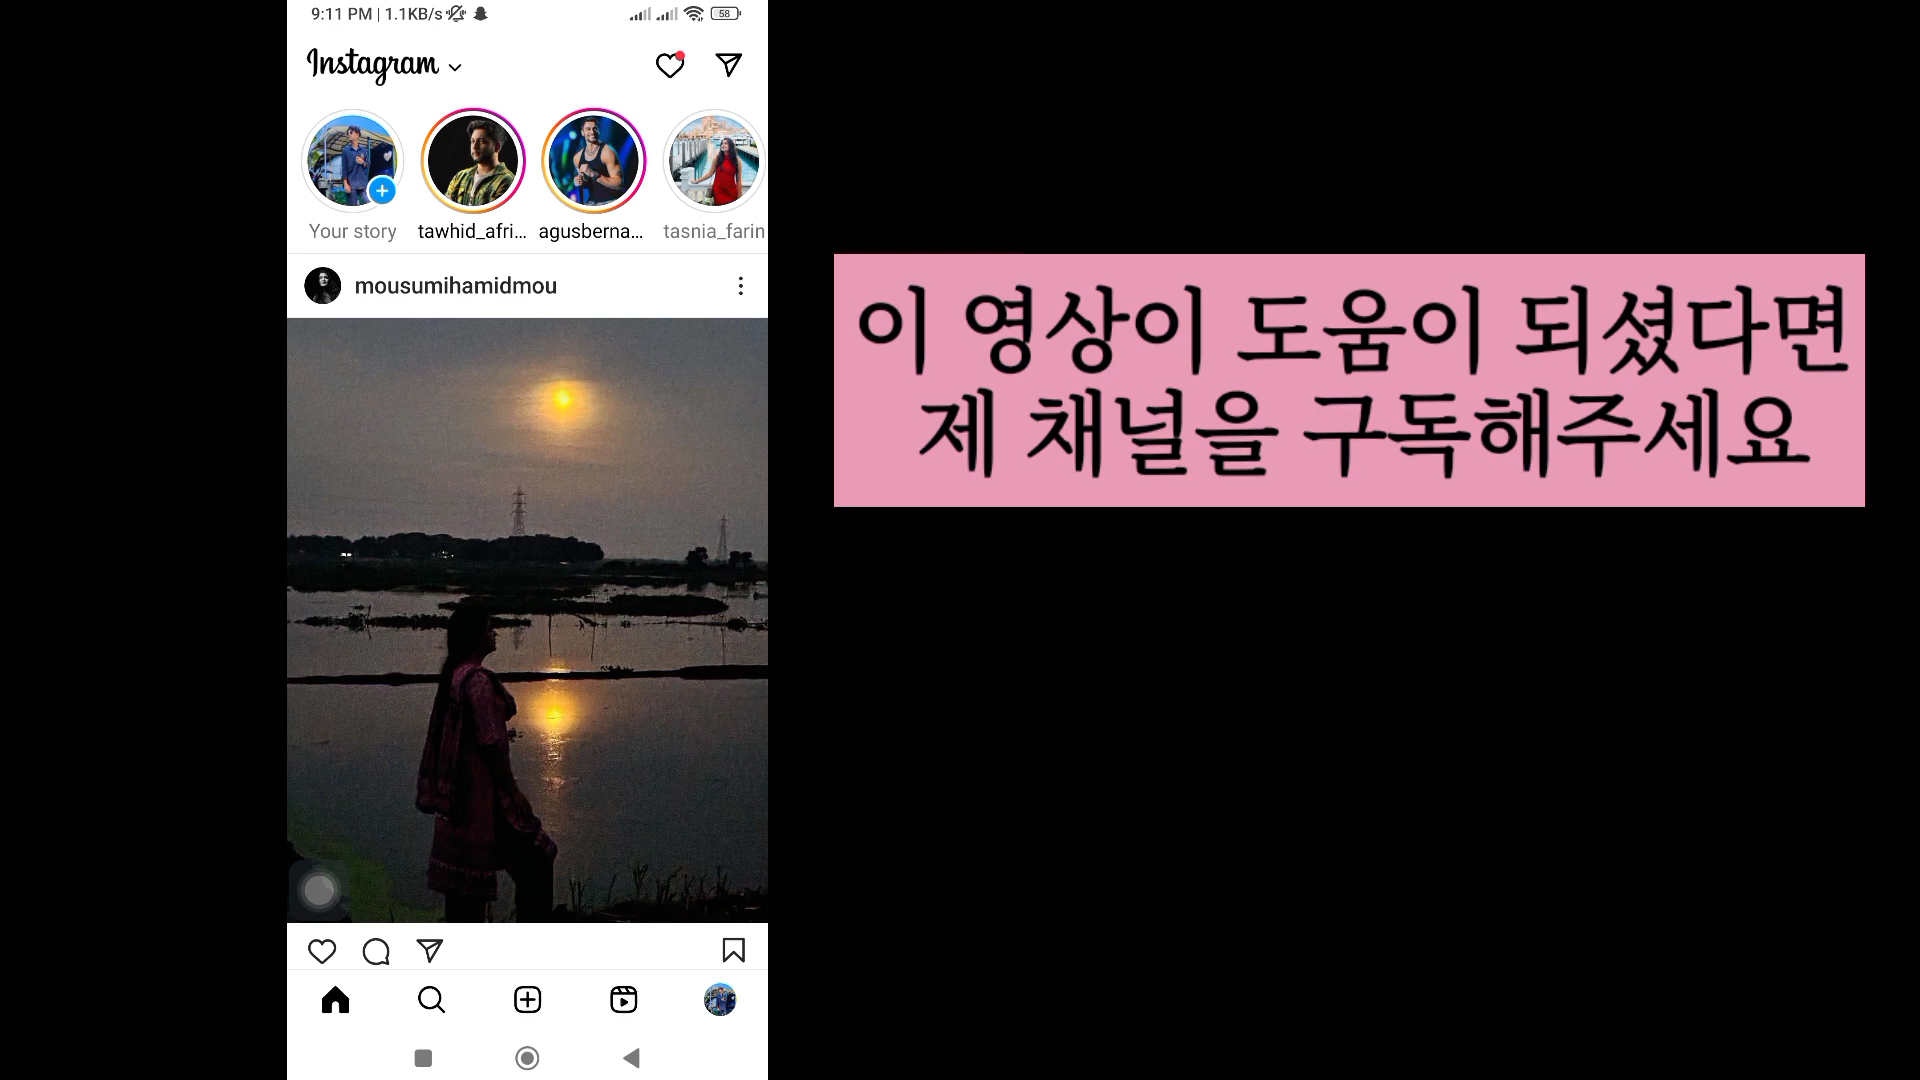 9:11 PM | 1.1KB/s
58
Instagram
Your story
tawhid_afri...
agusberna...
tasnia_farin
mousumihamidmou
이 영상이 도움이 되셨다면
제 채널을 구독해주세요